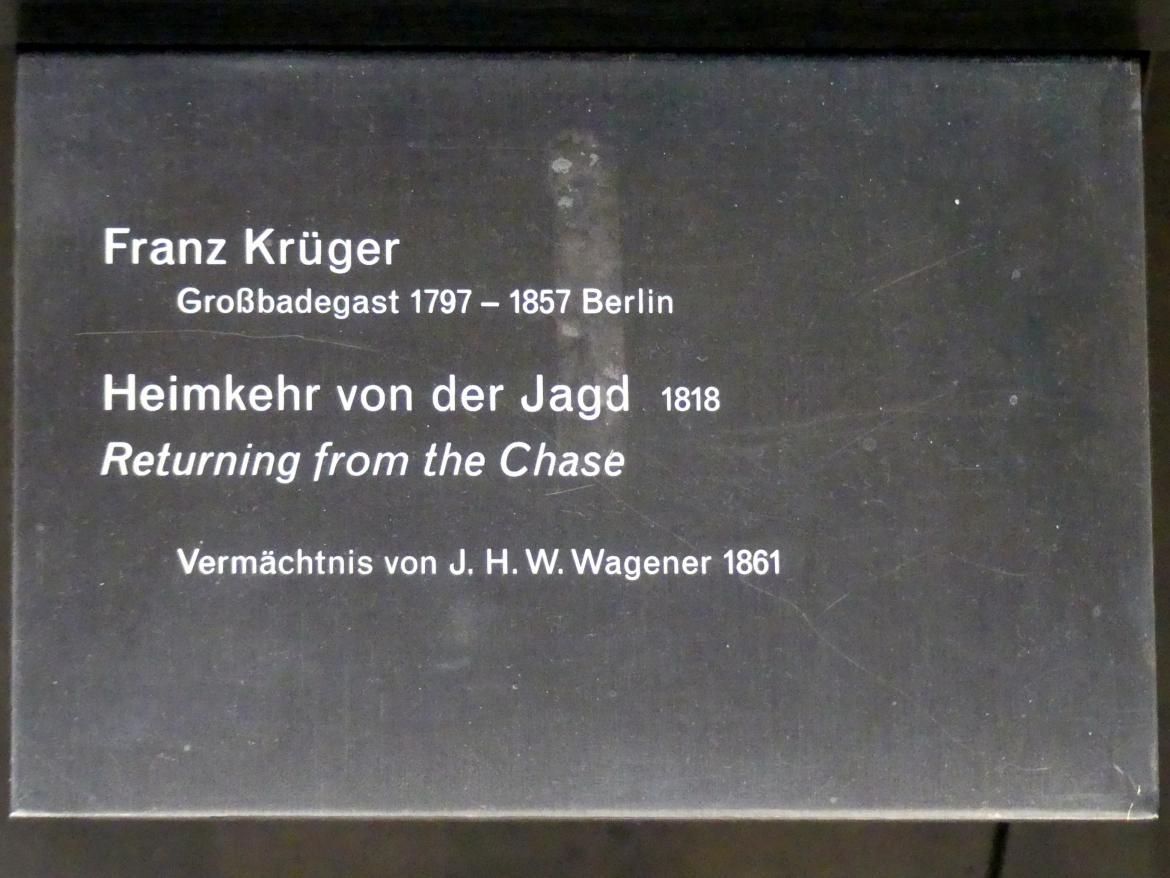 Franz Krüger
Großbadegast 1797 – 1857 Berlin
Heimkehr von der Jagd 1818
Returning from the Chase
Vermächtnis von J. H. W. Wagener 1861